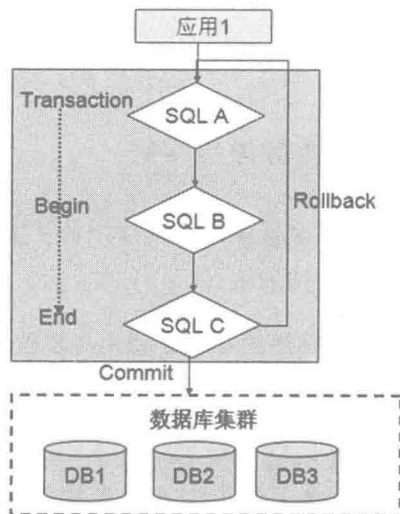 应用1
Transaction
SQL A
Begin
SQL B
Rollback
End
SQL C
Commit
数据库集群
DB1
DB2
DB3